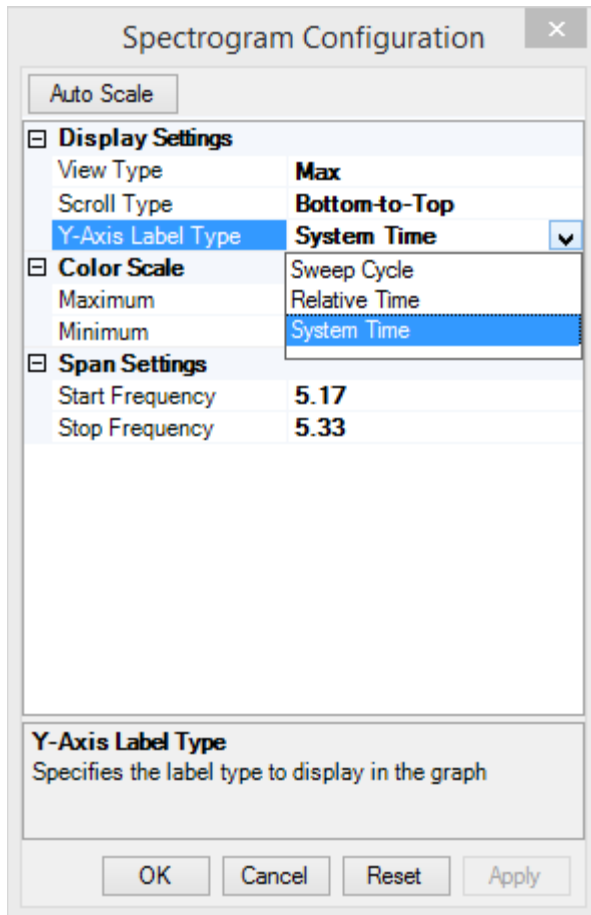 Spectrogram Configuration
Auto Scale
Display Settings
View Type Max
Scroll Type Bottom-to-Top
Y-Axis Label Type System Time
Color Scale Sweep Cycle
Maximum Relative Time
Minimum System Time
Span Settings
Start Frequency 5.17
Stop Frequency 5.33
Y-Axis Label Type
Specifies the label type to display in the graph
OK Cancel Reset Apply